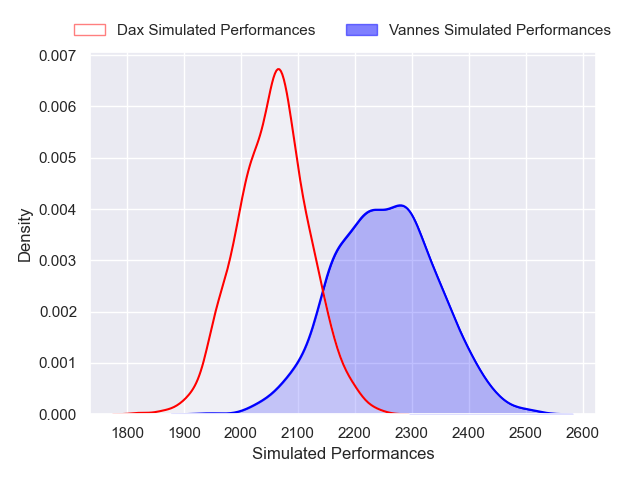 Dax Simulated Performances
Vannes Simulated Performances
0.007
0.006
0.005
0.004
0.003
0.002
0.001
0.000
Density
1800 1900 2000 2100 2200 2300 2400 2500 2600
Simulated Performances